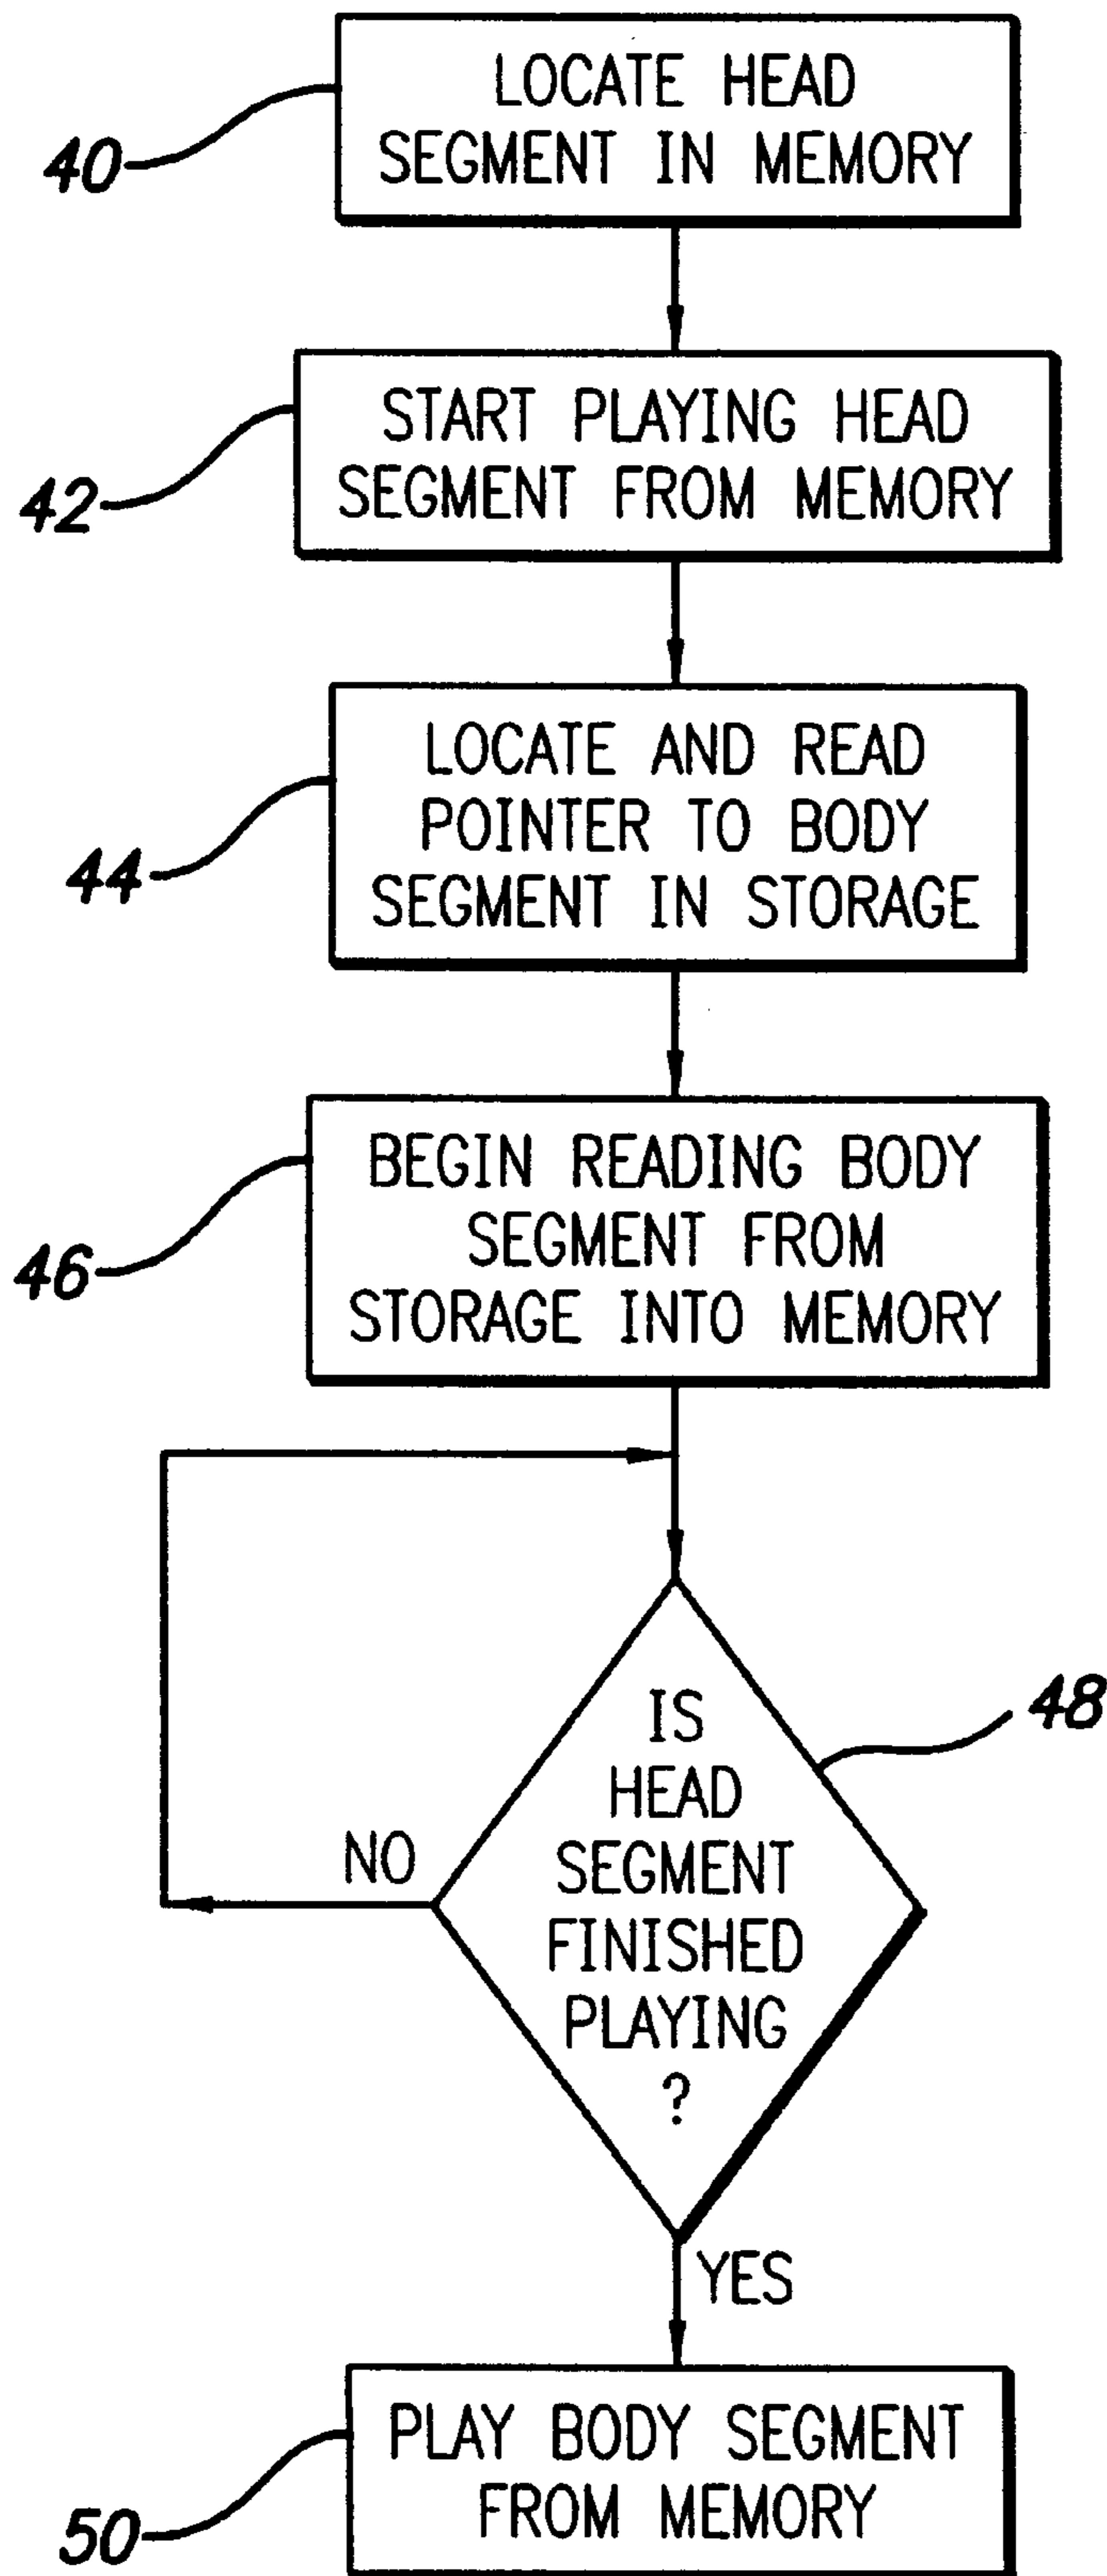 LOCATE HEAD
SEGMENT IN MEMORY
40
START PLAYING HEAD
SEGMENT FROM MEMORY
42
LOCATE AND READ
POINTER TO BODY
SEGMENT IN STORAGE
44
BEGIN READING BODY
SEGMENT FROM
STORAGE INTO MEMORY
46
IS
HEAD
SEGMENT
FINISHED
PLAYING
?
48
NO
YES
PLAY BODY SEGMENT
FROM MEMORY
50